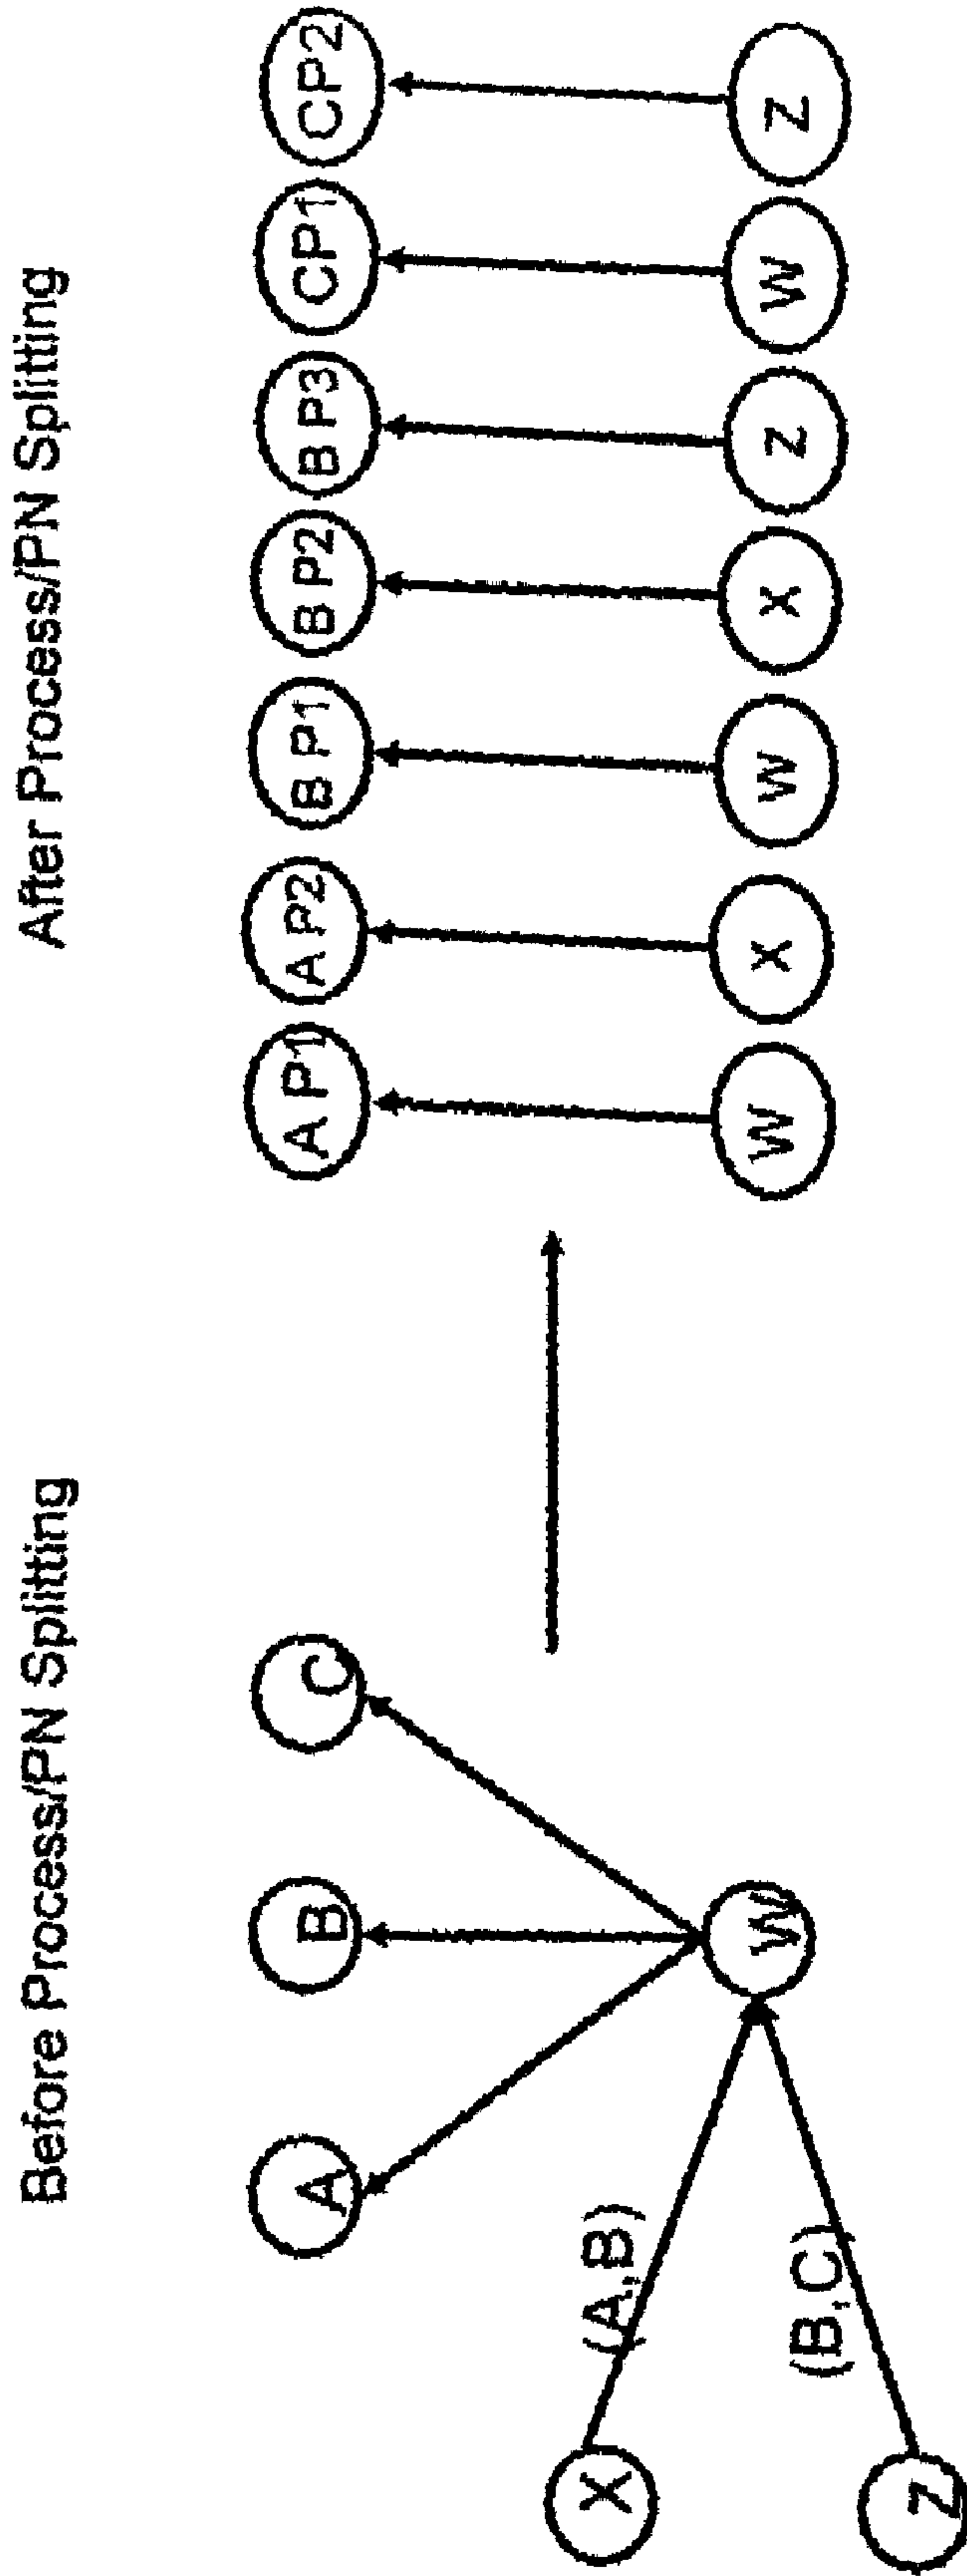 Before Process/PN Splitting
After Process/PN Splitting
A
B
C
X
(A,B)
W
(B,C)
Z
A P1
A P2
B P1
B P2
B P3
CP1
CP2
W
X
W
X
Z
W
Z